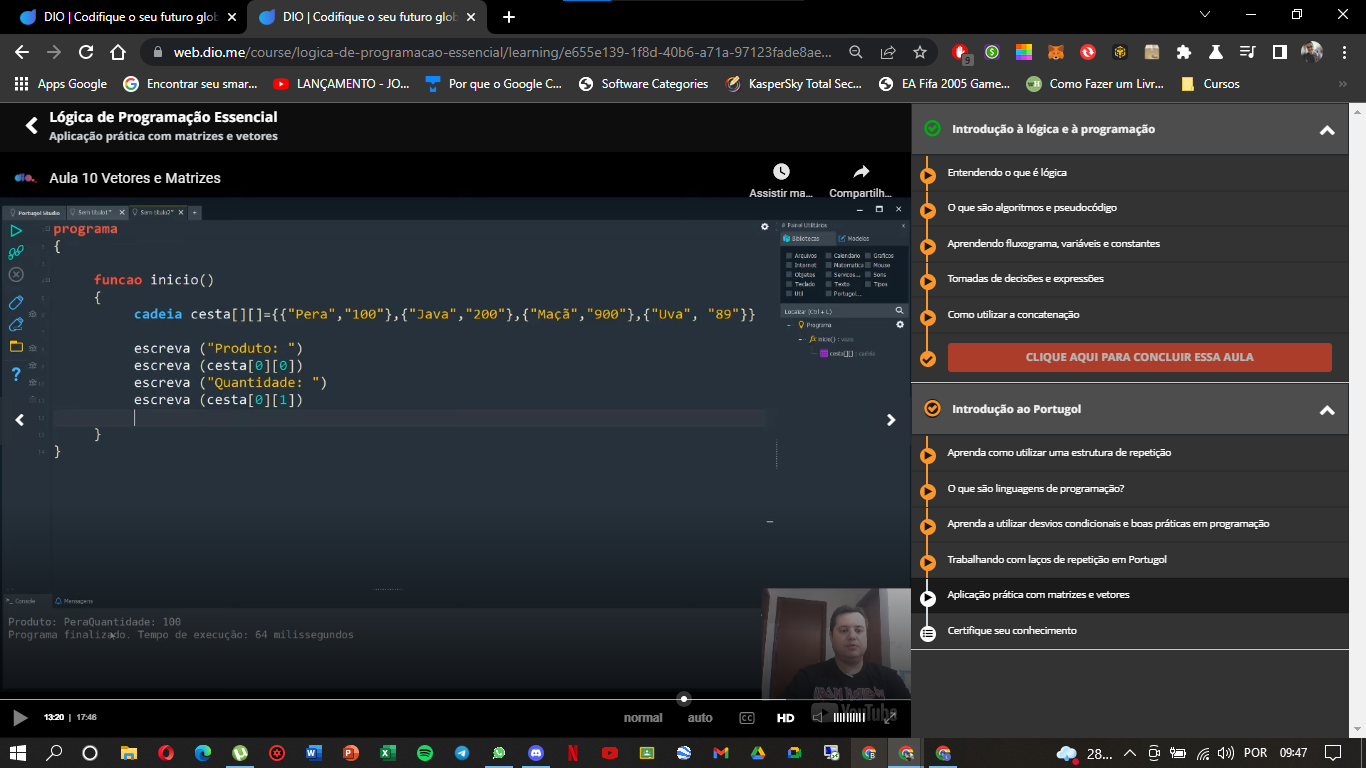 DIO | Codifique o seu futuro glob
DIO | Codifique o seu futuro glob
web.dio.me/course/logica-de-programacao-essencial/learning/e655e139-1f8d-40b6-a71a-97123fade8ae...
9
Apps Google
Encontrar seu smar...
LANÇAMENTO - JO...
Por que o Google C...
Software Categories
KasperSky Total Sec...
EA Fifa 2005 Game...
Como Fazer um Livr...
Cursos
Lógica de Programação Essencial
Aplicação prática com matrizes e vetores
dio.
Aula 10 Vetores e Matrizes
Assistir ma...
Compartilh...
Portugol Studio
Sem título1*
Sem título2*
programa
{
funcao inicio()
{
cadeia cesta[][]={{"Pera","100"},{"Java","200"},{"Maçã","900"},{"Uva", "89"}}
escreva ("Produto: ")
escreva (cesta[0][0])
escreva ("Quantidade: ")
escreva (cesta[0][1])
}
}
Painel Utilitários
Bibliotecas
Modelos
Arquivos Calendario Graficos
Internet Matematica Mouse
Objetos Servicos... Sons
Teclado Texto Tipos
Util Portugol...
Localizar (Ctrl + L)
Programa
inicio() : vazio
cesta[][] : cadeia
Console
Mensagens
Produto: PeraQuantidade: 100
Programa finalizado. Tempo de execução: 64 milissegundos
IRON MAIDEN
YouTube
13:20 | 17:46
normal
auto
CC
HD
Introdução à lógica e à programação
Entendendo o que é lógica
O que são algoritmos e pseudocódigo
Aprendendo fluxograma, variáveis e constantes
Tomadas de decisões e expressões
Como utilizar a concatenação
CLIQUE AQUI PARA CONCLUIR ESSA AULA
Introdução ao Portugol
Aprenda como utilizar uma estrutura de repetição
O que são linguagens de programação?
Aprenda a utilizar desvios condicionais e boas práticas em programação
Trabalhando com laços de repetição em Portugol
Aplicação prática com matrizes e vetores
Certifique seu conhecimento
28...
POR
09:47